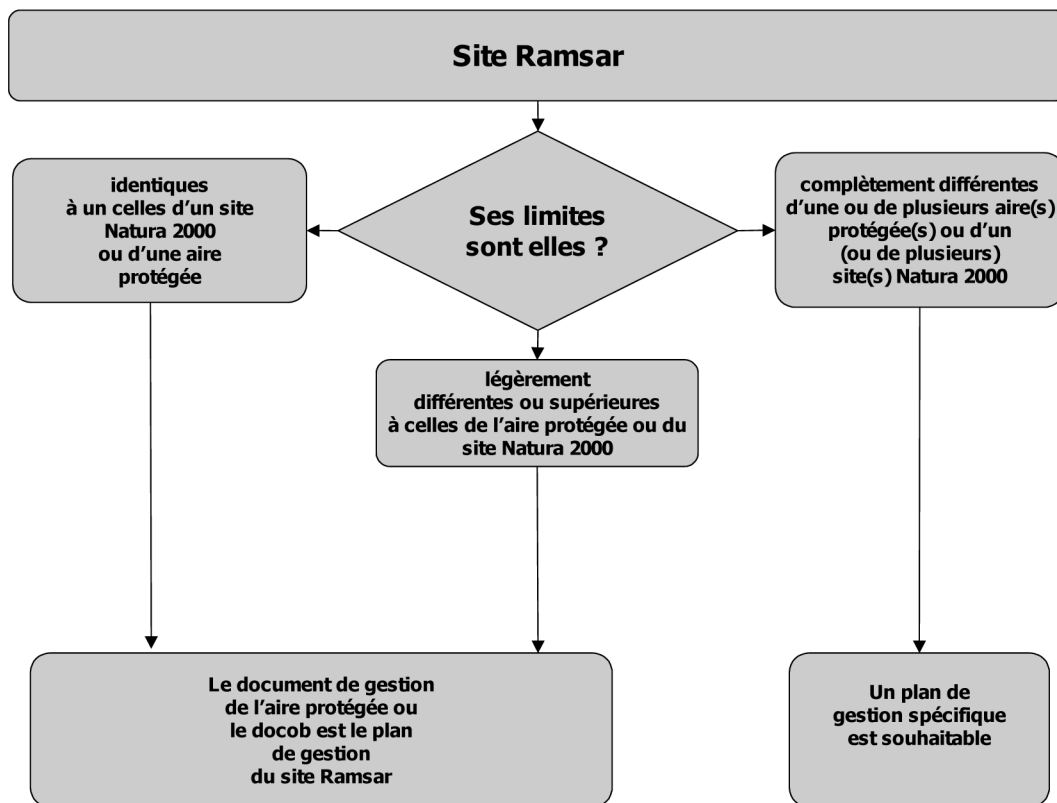 Site Ramsar
identiques
à un celles d’un site
Natura 2000
ou d’une aire
protégée
Ses limites
sont elles ?
complètement différentes
d’une ou de plusieurs aire(s)
protégée(s) ou d’un
(ou de plusieurs)
site(s) Natura 2000
légèrement
différentes ou supérieures
à celles de l’aire protégée ou du
site Natura 2000
Le document de gestion
de l’aire protégée ou
le docob est le plan
de gestion
du site Ramsar
Un plan de
gestion spécifique
est souhaitable